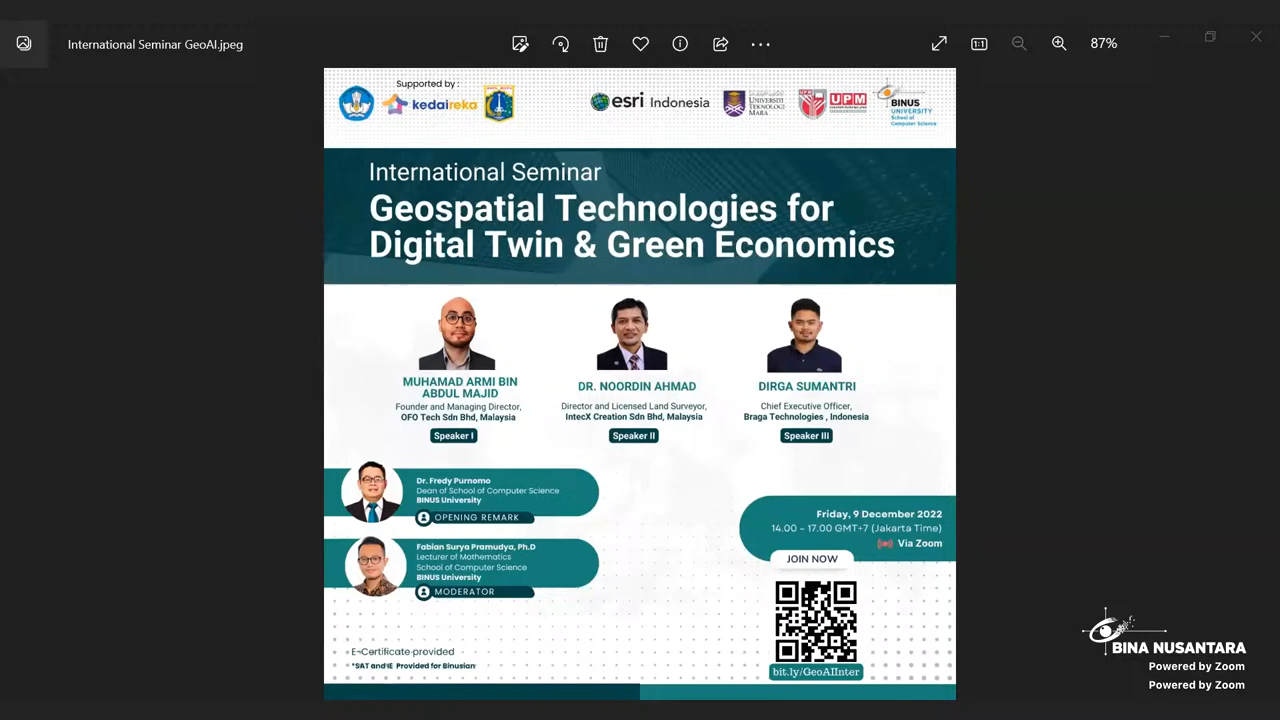 International Seminar GeoAI.jpeg
87%
Supported by :
kedaireka
esri Indonesia
UNIVERSITI
TEKNOLOGI
MARA
UPM
BINUS
UNIVERSITY
School of
Computer Science
International Seminar
Geospatial Technologies for
Digital Twin & Green Economics
MUHAMAD ARMI BIN
ABDUL MAJID
Founder and Managing Director,
OFO Tech Sdn Bhd, Malaysia
Speaker I
DR. NOORDIN AHMAD
Director and Licensed Land Surveyor,
IntecX Creation Sdn Bhd, Malaysia
Speaker II
DIRGA SUMANTRI
Chief Executive Officer,
Braga Technologies , Indonesia
Speaker III
Dr. Fredy Purnomo
Dean of School of Computer Science
BINUS University
OPENING REMARK
Fabian Surya Pramudya, Ph.D
Lecturer of Mathematics
School of Computer Science
BINUS University
MODERATOR
Friday, 9 December 2022
14.00 – 17.00 GMT+7 (Jakarta Time)
Via Zoom
JOIN NOW
bit.ly/GeoAIInter
E-Certificate provided
*SAT and IE Provided for Binusian
BINA NUSANTARA
Powered by Zoom
Powered by Zoom